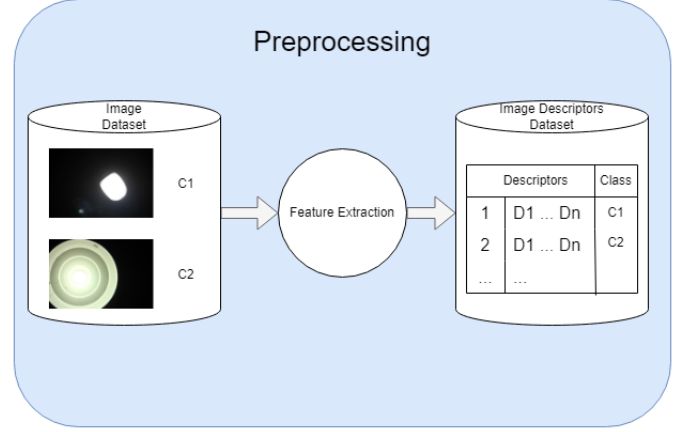 Preprocessing
Image
Dataset
C1
C2
Feature Extraction
Image Descriptors
Dataset
Descriptors Class
1 D1 ... Dn C1
2 D1 ... Dn C2
... ...